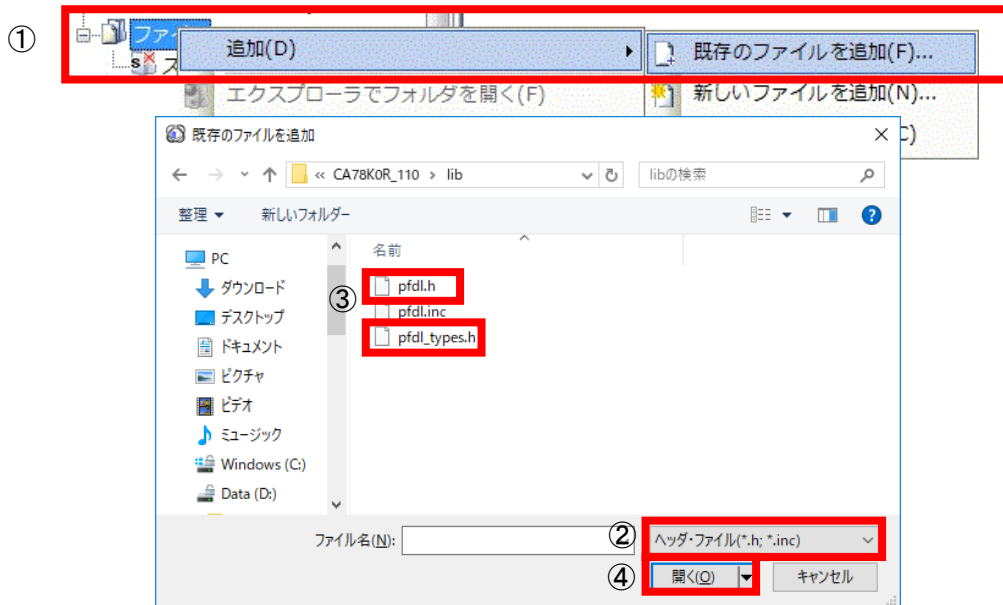 ①
ファイ
追加(D)
既存のファイルを追加(F)...
ス
エクスプローラでフォルダを開く(F)
新しいファイルを追加(N)...
既存のファイルを追加
C)
« CA78K0R_110 › lib
libの検索
整理
新しいフォルダー
PC
名前
ダウンロード
③
pfdl.h
デスクトップ
pfdl.inc
ドキュメント
pfdl_types.h
ピクチャ
ビデオ
ミュージック
Windows (C:)
Data (D:)
ファイル名(N):
②
ヘッダ・ファイル(*.h; *.inc)
④
開く(O)
キャンセル